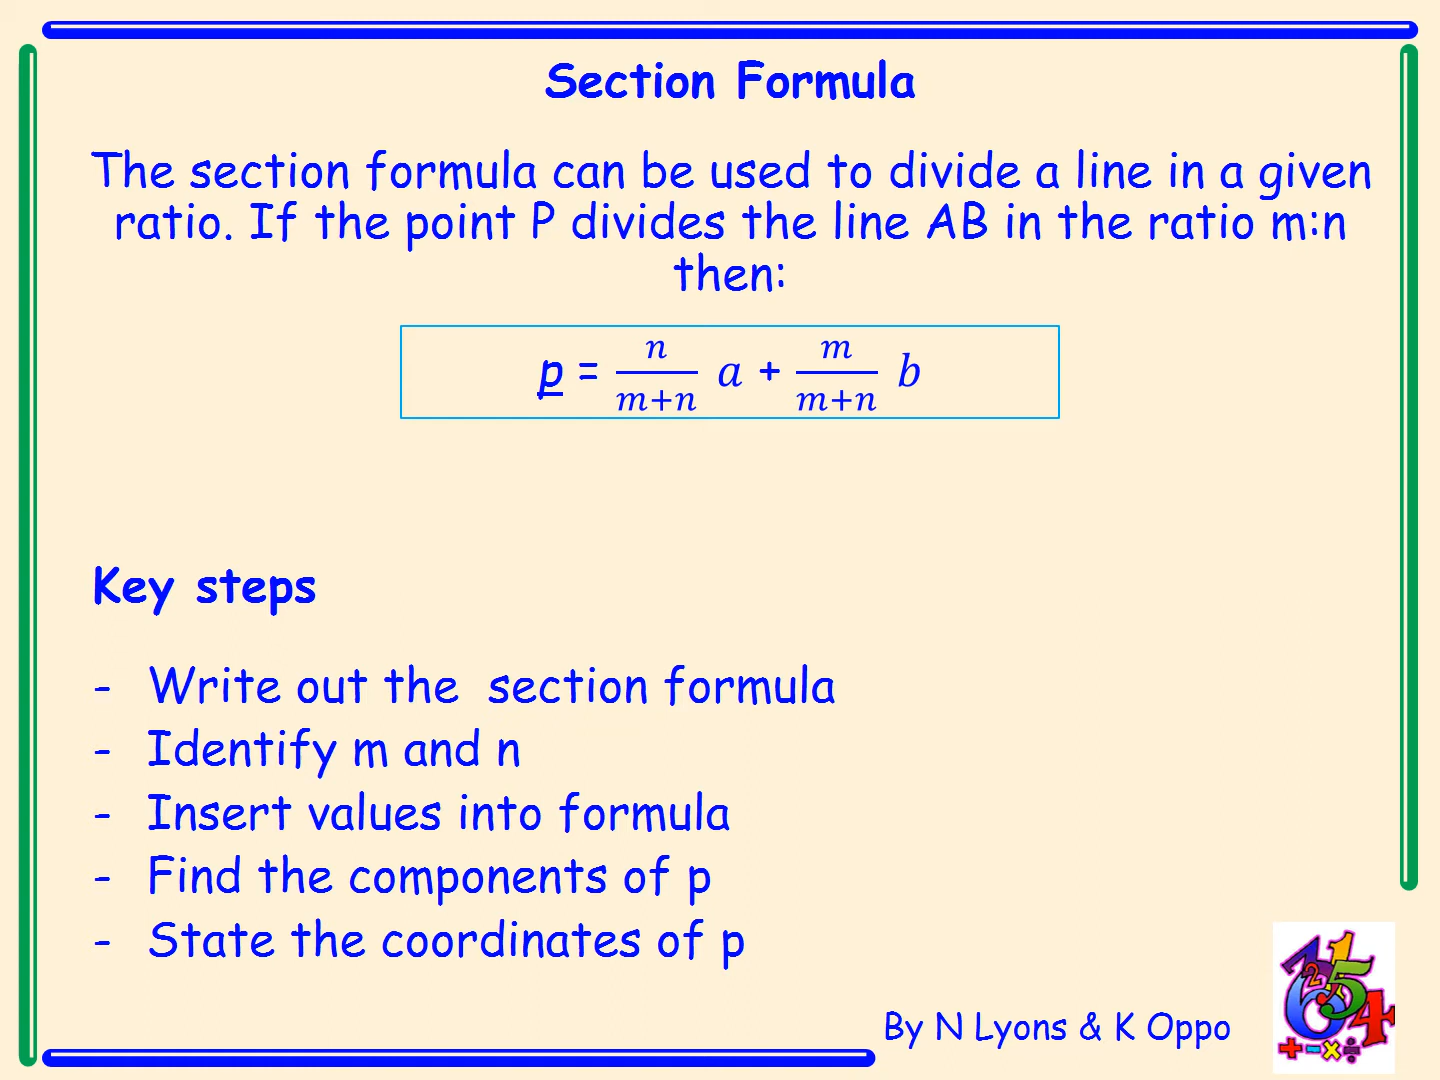 Section Formula
The section formula can be used to divide a line in a given
ratio. If the point P divides the line AB in the ratio m:n
then:
p = n/(m+n) a + m/(m+n) b
Key steps
- Write out the section formula
- Identify m and n
- Insert values into formula
- Find the components of p
- State the coordinates of p
By N Lyons & K Oppo